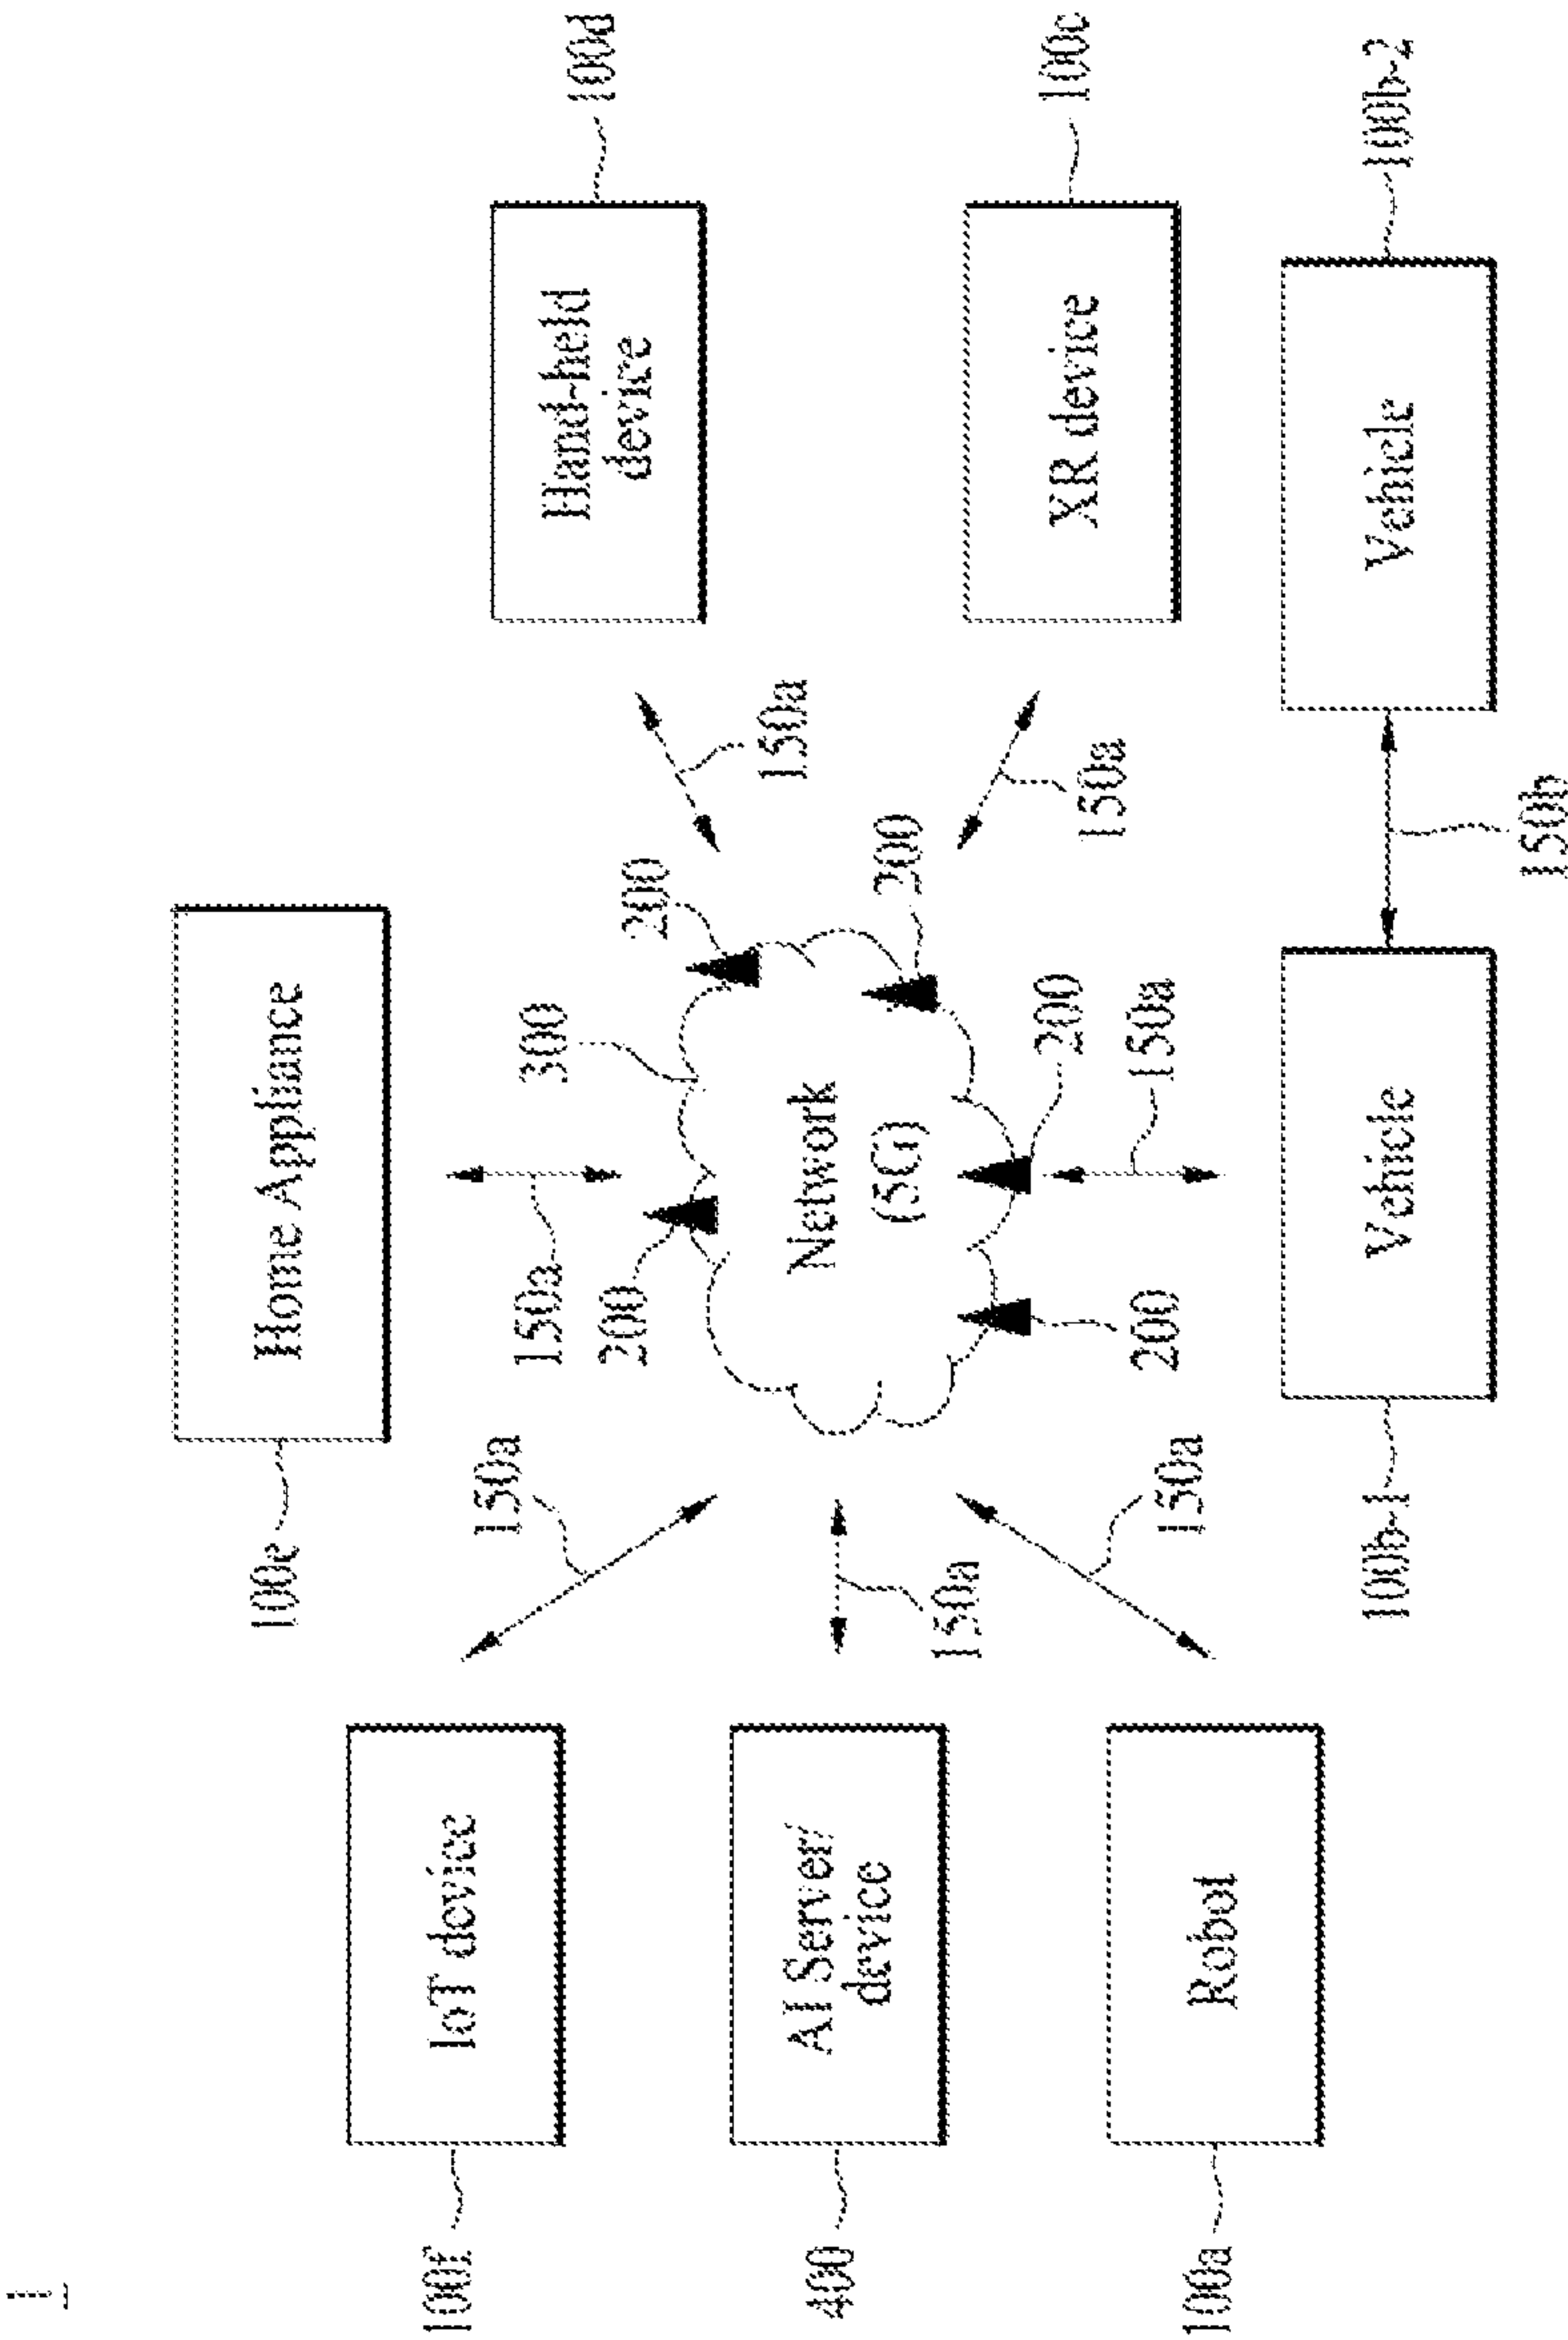 1
100e
Home Appliance
100f
IoT device
150a
150a
300
200
200
150a
Hand-held
device
100d
400
AI Server/
device
150a
Network
(5G)
200
200
200
150a
XR device
100c
100a
Robot
150a
150a
100b-1
Vehicle
150b
Vehicle
100b-2